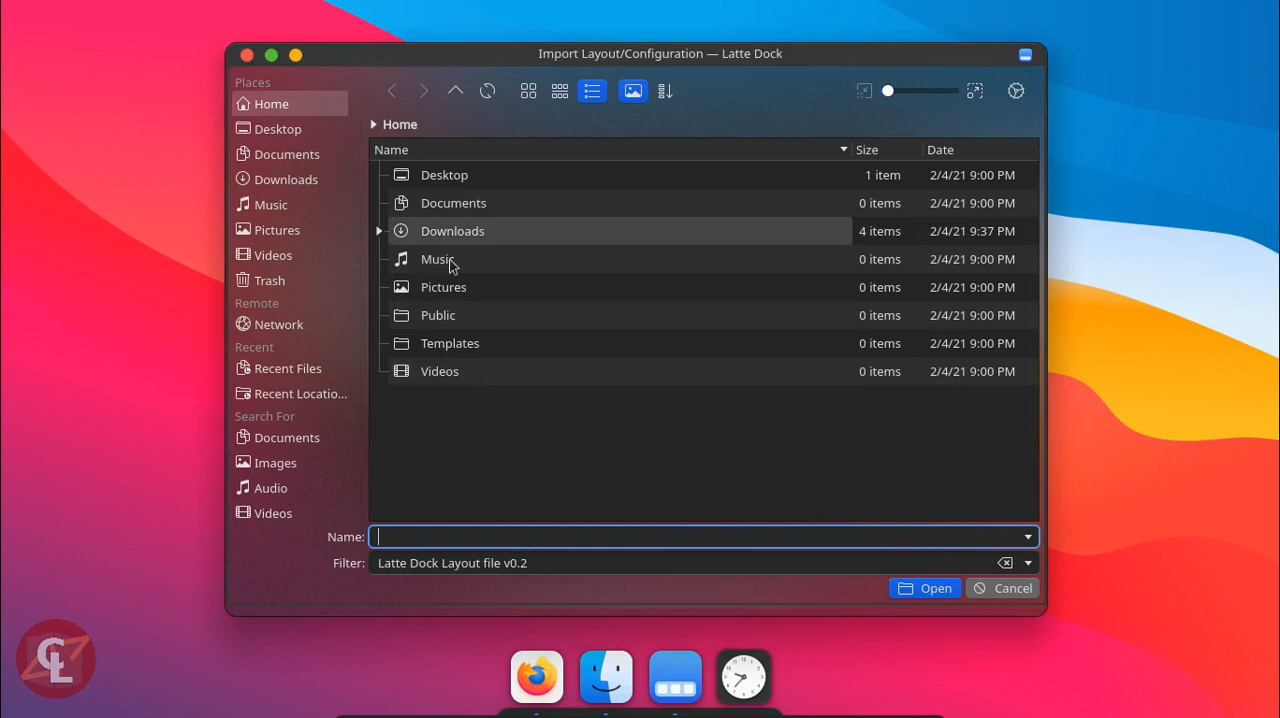 Import Layout/Configuration — Latte Dock
Places
Home
Desktop
Documents
Downloads
Music
Pictures
Videos
Trash
Remote
Network
Recent
Recent Files
Recent Locatio...
Search For
Documents
Images
Audio
Videos
Home
Name Size Date
Desktop 1 item 2/4/21 9:00 PM
Documents 0 items 2/4/21 9:00 PM
Downloads 4 items 2/4/21 9:37 PM
Music 0 items 2/4/21 9:00 PM
Pictures 0 items 2/4/21 9:00 PM
Public 0 items 2/4/21 9:00 PM
Templates 0 items 2/4/21 9:00 PM
Videos 0 items 2/4/21 9:00 PM
Name:
Filter: Latte Dock Layout file v0.2
Open Cancel
CL